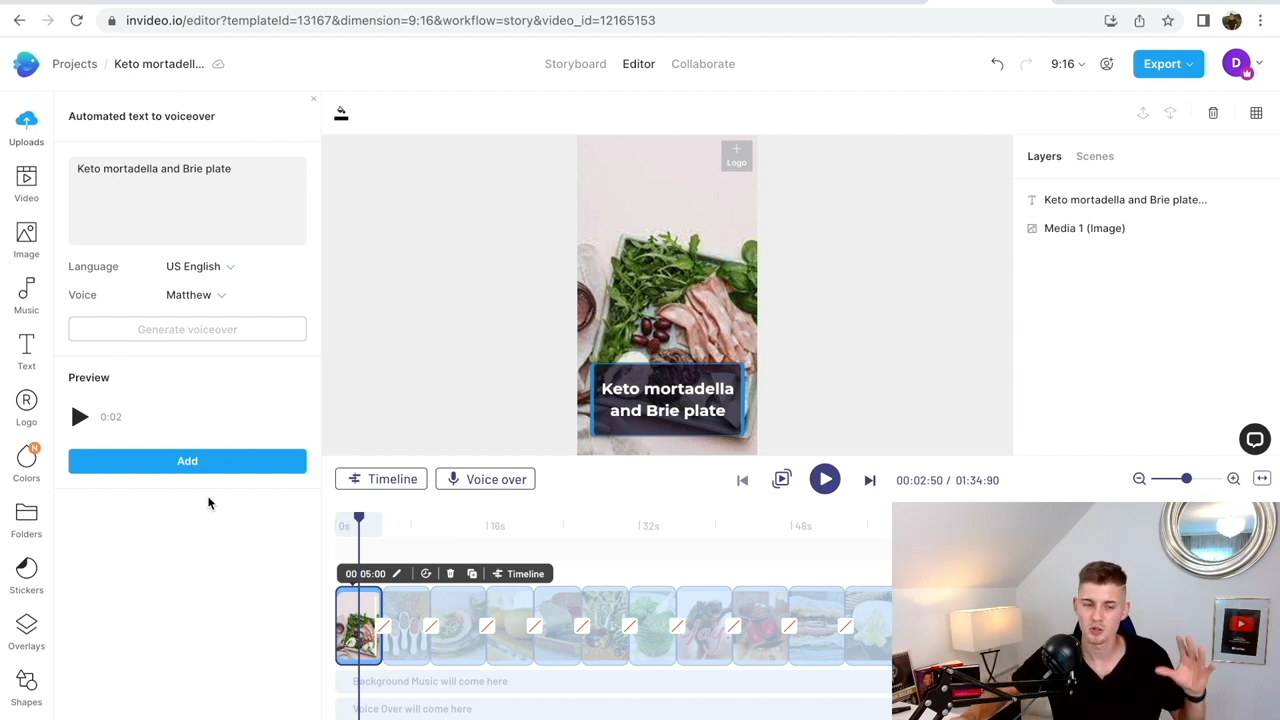 invideo.io/editor?templateId=13167&dimension=9:16&workflow=story&video_id=12165153
Projects
Keto mortadell...
Storyboard
Editor
Collaborate
9:16
Export
D
Uploads
Video
Image
Music
Text
R
Logo
N
Colors
Folders
Stickers
Overlays
Shapes
Automated text to voiceover
Keto mortadella and Brie plate
Language
US English
Voice
Matthew
Generate voiceover
Preview
0:02
Add
Logo
Keto mortadella
and Brie plate
Layers
Scenes
Keto mortadella and Brie plate...
Media 1 (Image)
Timeline
Voice over
00:02:50 / 01:34:90
0s
16s
32s
48s
00:05:00
Timeline
Background Music will come here
Voice Over will come here